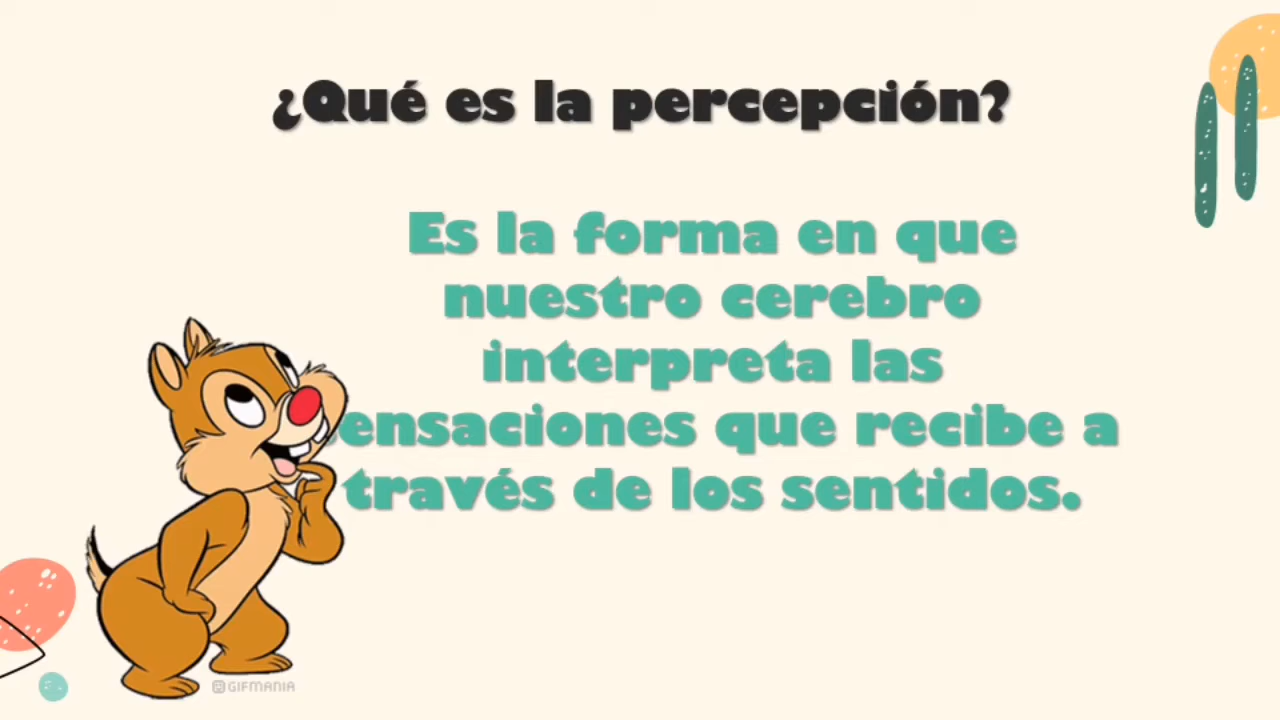 ¿Qué es la percepción?
Es la forma en que
nuestro cerebro
interpreta las
ensaciones que recibe a
través de los sentidos.
GIFMANIA